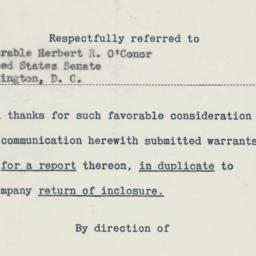 Respectfully referred to
orable Herbert R. O'Conor
ed States Senate
ington, D. C.
thanks for such favorable consideration
communication herewith submitted warrants
for a report thereon, in duplicate to
mpany return of inclosure.
By direction of